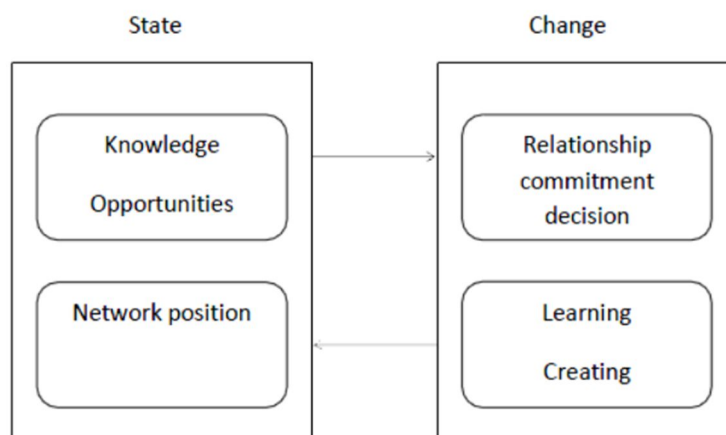 State
Change
Knowledge
Opportunities
Relationship
commitment
decision
Network position
Learning
Creating